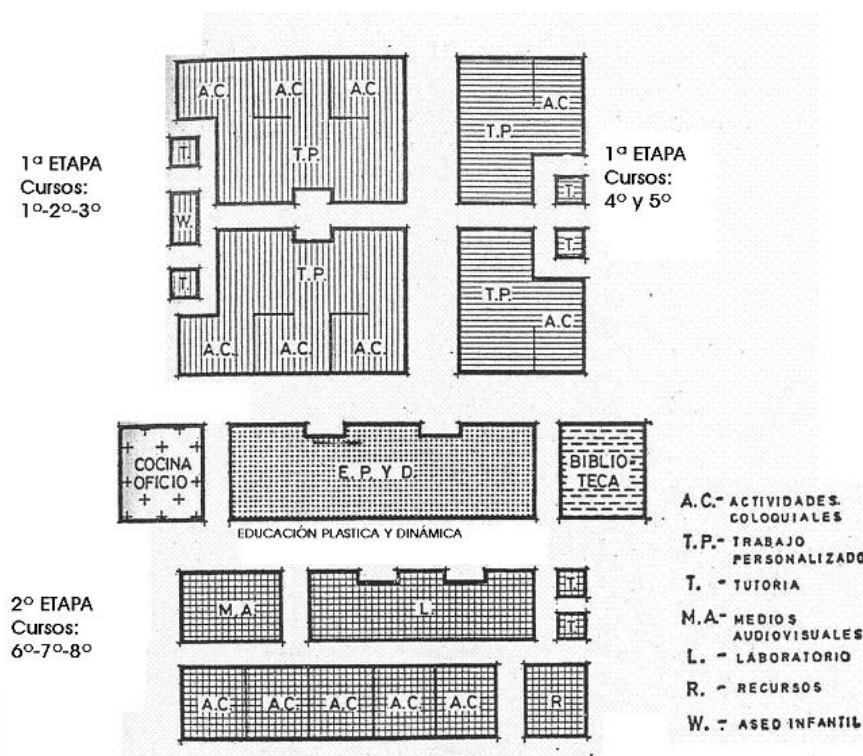 A.C.
A.C
A.C
T.
T.P.
W.
1ª ETAPA
Cursos:
1º-2º-3º
T.
T.P.
A.C.
A.C.
A.C.
A.C
T.P.
1ª ETAPA
Cursos:
4º y 5º
T.
T.
T.P.
A.C
COCINA
OFICIO
E. P. Y D.
BIBLIO-
TECA
EDUCACIÓN PLASTICA Y DINÁMICA
2º ETAPA
Cursos:
6º-7º-8º
M.A.
L.
T.
T.
A.C.
A.C.
A.C
A.C.
A.C.
R
A.C.- ACTIVIDADES.
COLOQUIALES
T.P.- TRABAJO
PERSONALIZADO
T. - TUTORIA
M.A- MEDIOS
AUDIOVISUALES
L. - LABORATORIO
R. - RECURSOS
W. - ASEO INFANTIL